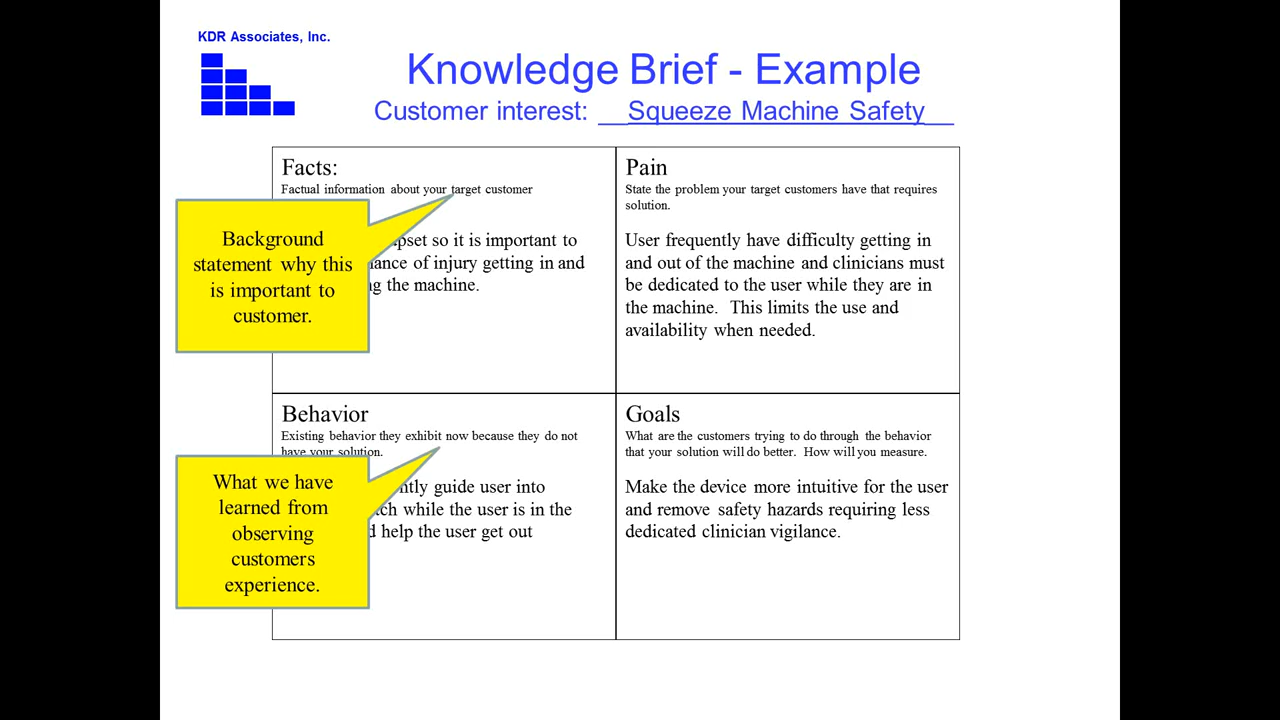 KDR Associates, Inc.
Knowledge Brief - Example
Customer interest: __Squeeze Machine Safety__
Facts:
Factual information about your target customer
so it is important to
of injury getting in and
the machine.
Background
statement why this
is important to
customer.
Pain
State the problem your target customers have that requires
solution.
User frequently have difficulty getting in
and out of the machine and clinicians must
be dedicated to the user while they are in
the machine. This limits the use and
availability when needed.
Behavior
Existing behavior they exhibit now because they do not
have your solution.
guide user into
while the user is in the
help the user get out
What we have
learned from
observing
customers
experience.
Goals
What are the customers trying to do through the behavior
that your solution will do better. How will you measure.
Make the device more intuitive for the user
and remove safety hazards requiring less
dedicated clinician vigilance.